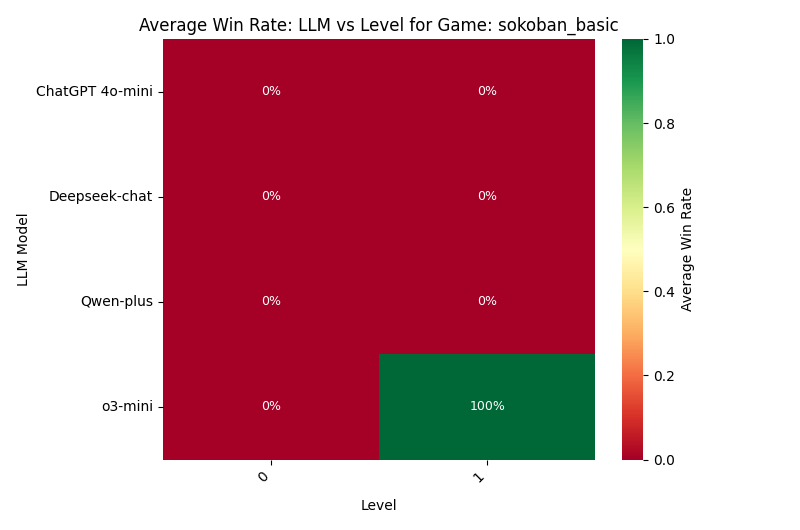 Average Win Rate: LLM vs Level for Game: sokoban_basic
LLM Model
ChatGPT 4o-mini
0%
0%
Deepseek-chat
0%
0%
Qwen-plus
0%
0%
o3-mini
0%
100%
0
1
Level
1.0
0.8
0.6
0.4
0.2
0.0
Average Win Rate